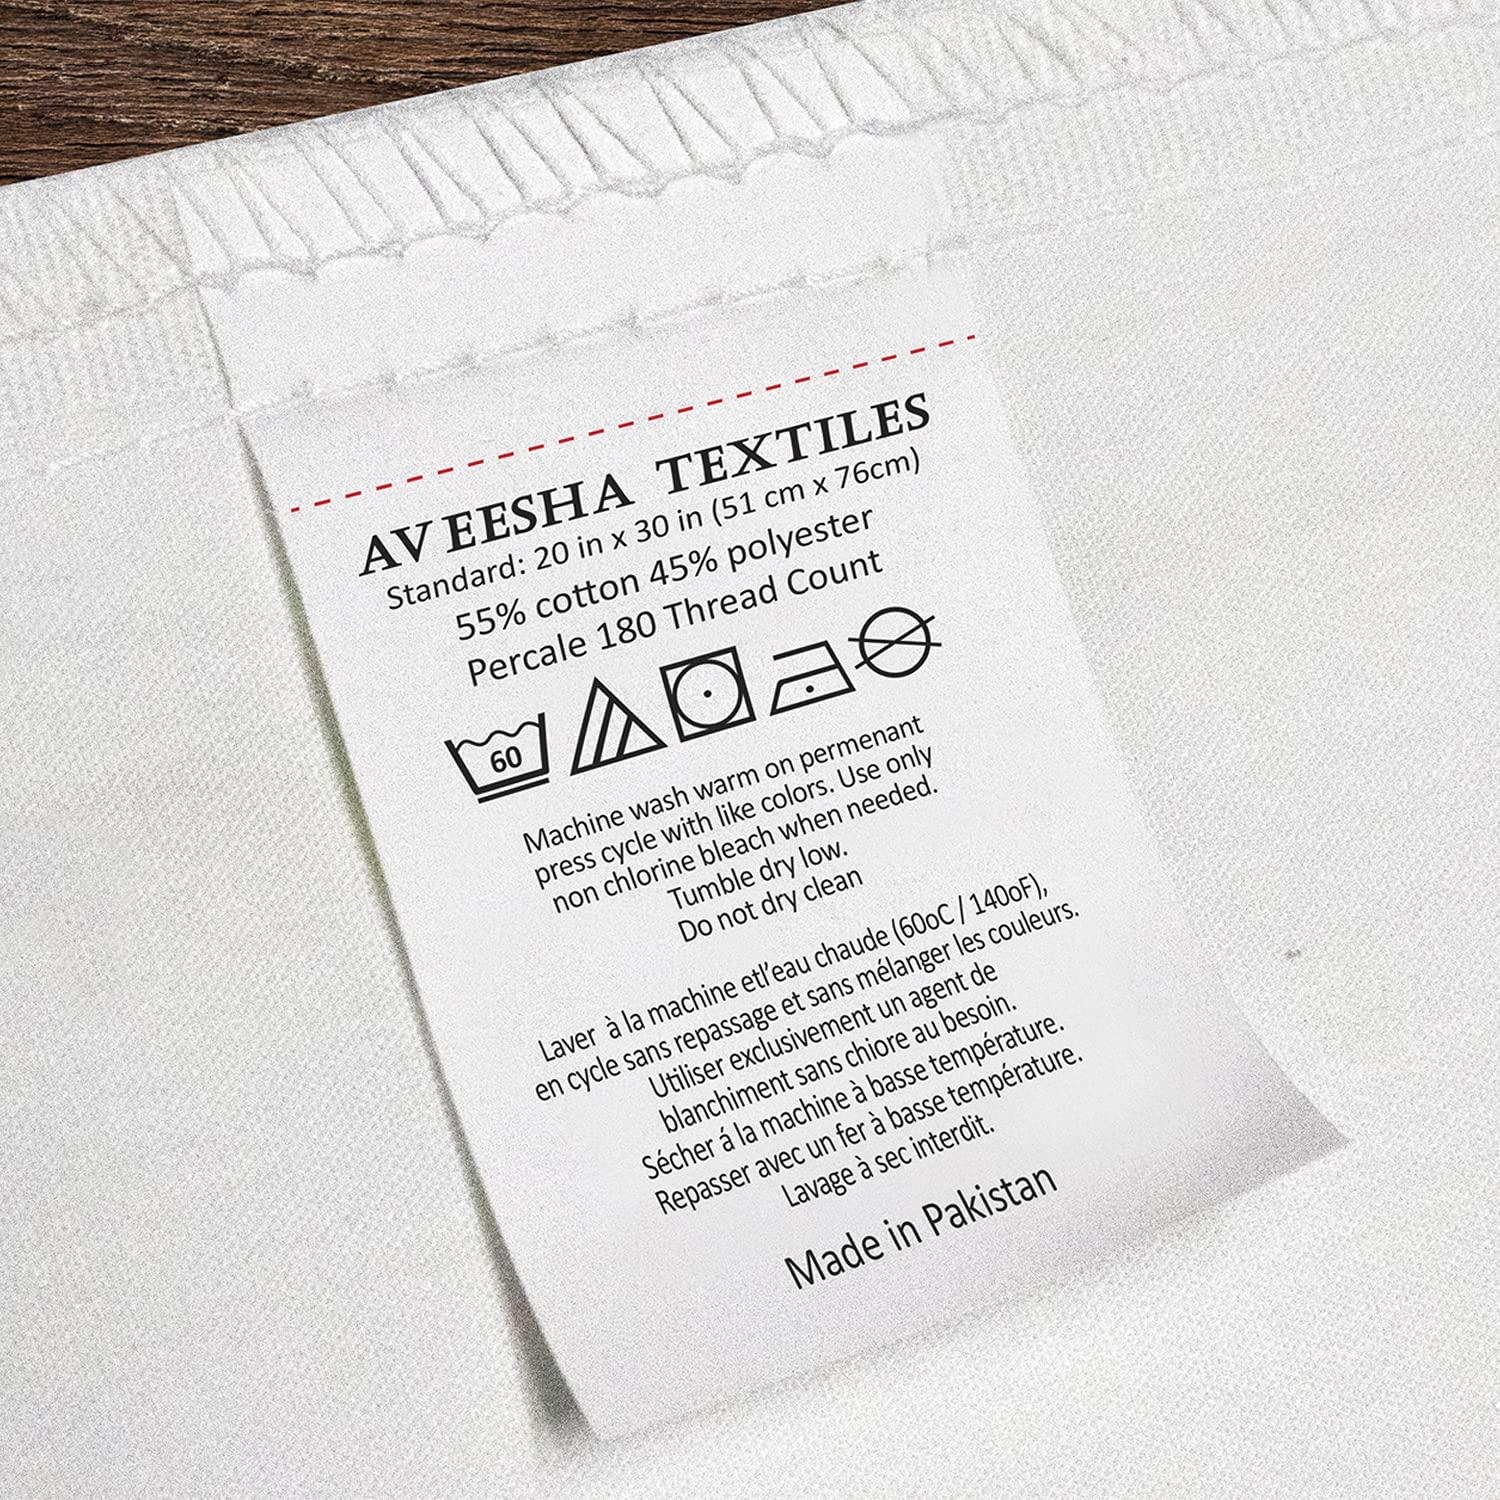 AVEESHA TEXTILES
Standard: 20 in x 30 in (51 cm x 76cm)
55% cotton 45% polyester
Percale 180 Thread Count
60
Machine wash warm on permenant
press cycle with like colors. Use only
non chlorine bleach when needed.
Tumble dry low.
Do not dry clean
Laver à la machine etl'eau chaude (60oC / 140oF),
en cycle sans repassage et sans mélanger les couleurs.
Utiliser exclusivement un agent de
blanchiment sans chiore au besoin.
Sécher á la machine à basse température.
Repasser avec un fer à basse température.
Lavage à sec interdit.
Made in Pakistan